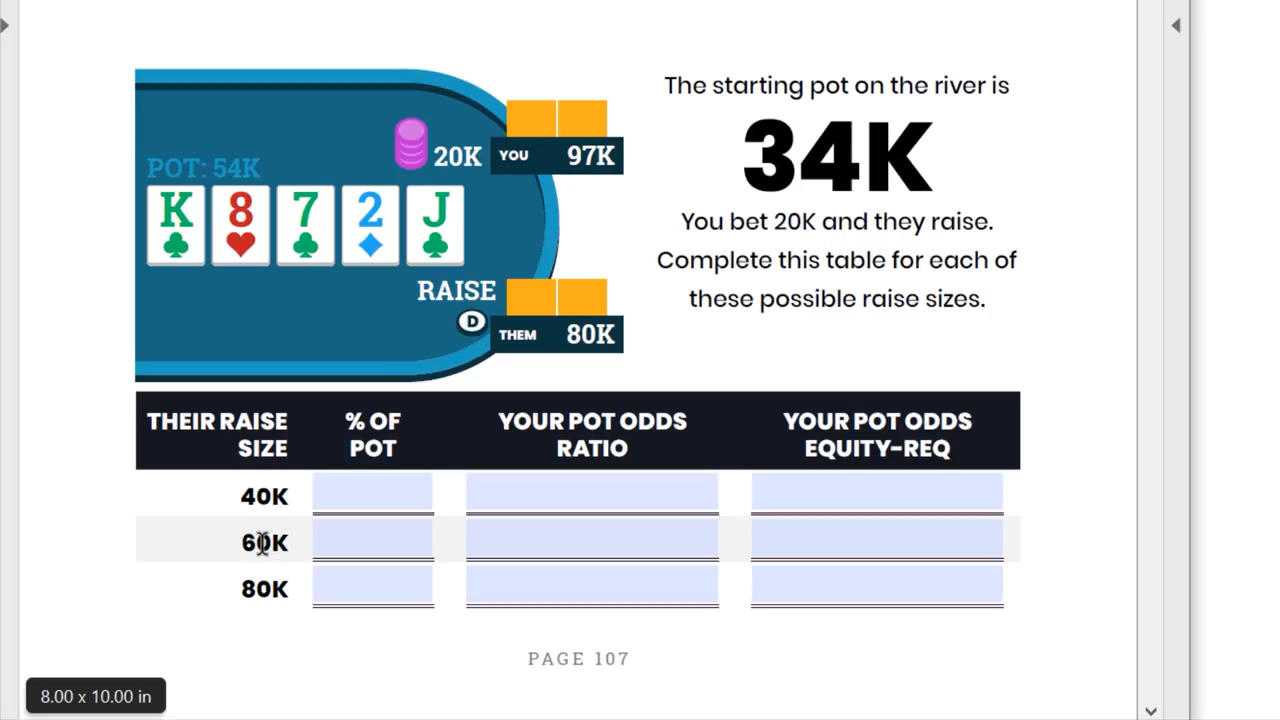 The starting pot on the river is
34K
You bet 20K and they raise.
Complete this table for each of
these possible raise sizes.
20K
YOU 97K
POT: 54K
K 8 7 2 J
RAISE
D
THEM 80K
THEIR RAISE SIZE
% OF POT
YOUR POT ODDS RATIO
YOUR POT ODDS EQUITY-REQ
40K
60K
80K
PAGE 107
8.00 x 10.00 in